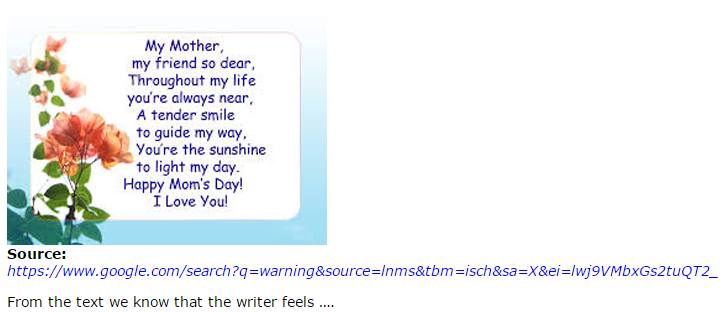 My Mother,
my friend so dear,
Throughout my life
you're always near,
A tender smile
to guide my way,
You're the sunshine
to light my day.
Happy Mom's Day!
I Love You!
Source:
https://www.google.com/search?q=warning&source=lnms&tbm=isch&sa=X&ei=lwj9VMbxGs2tuQT2_
From the text we know that the writer feels ....